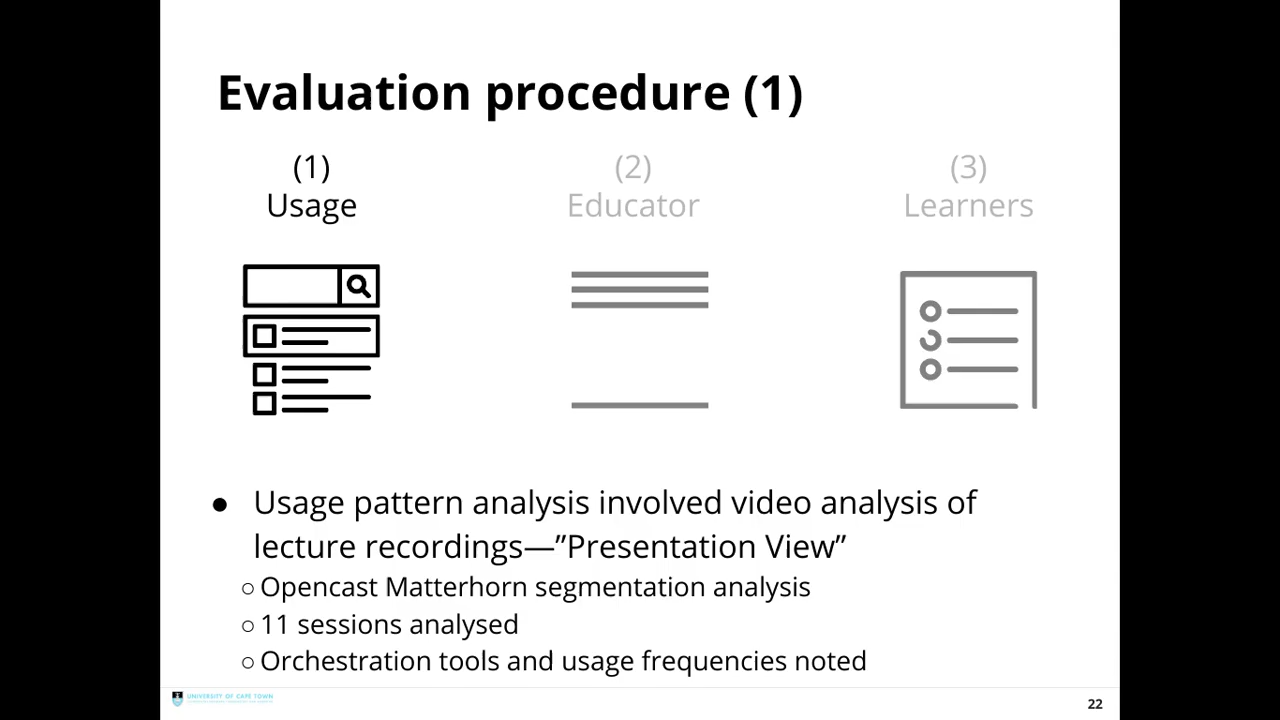 Evaluation procedure (1)
(1)
Usage
(2)
Educator
(3)
Learners
● Usage pattern analysis involved video analysis of
lecture recordings—”Presentation View”
○ Opencast Matterhorn segmentation analysis
○ 11 sessions analysed
○ Orchestration tools and usage frequencies noted
UNIVERSITY OF CAPE TOWN
22